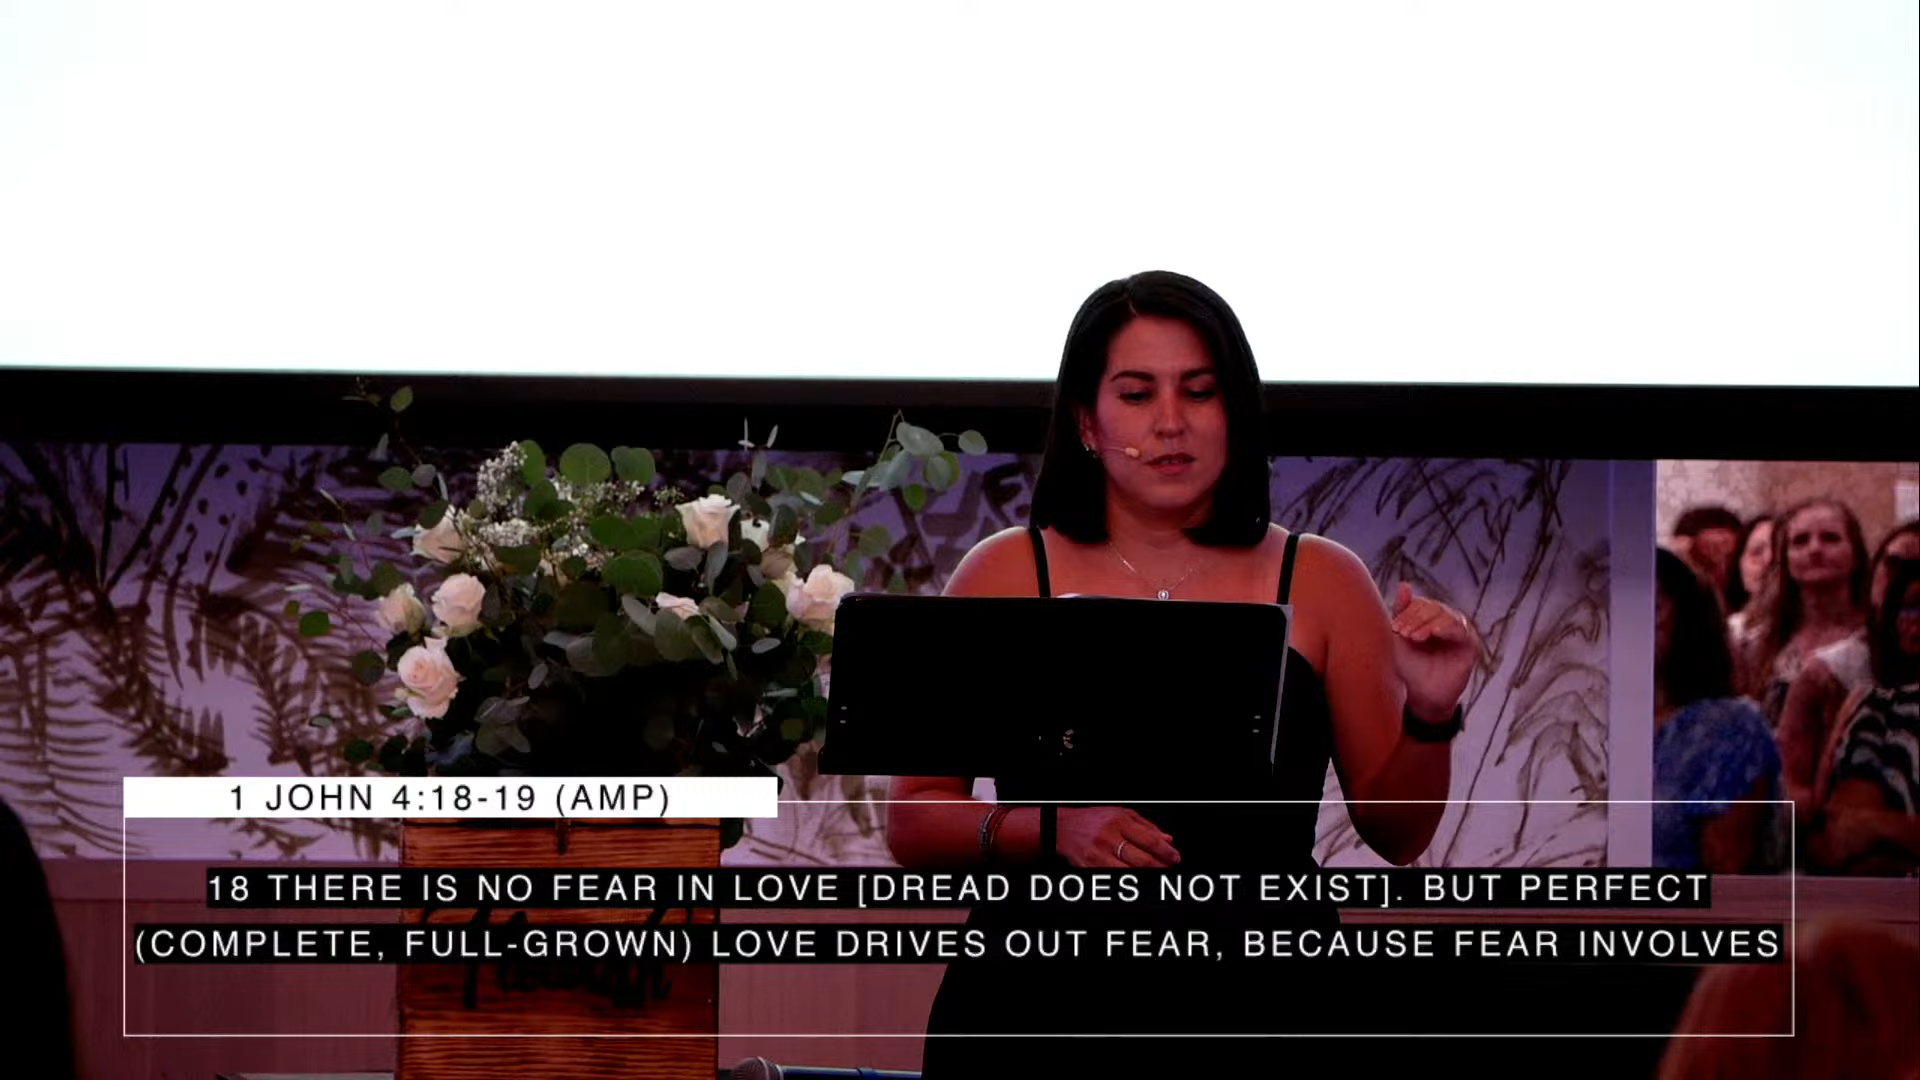 1 JOHN 4:18-19 (AMP)
18 THERE IS NO FEAR IN LOVE [DREAD DOES NOT EXIST]. BUT PERFECT
(COMPLETE, FULL-GROWN) LOVE DRIVES OUT FEAR, BECAUSE FEAR INVOLVES